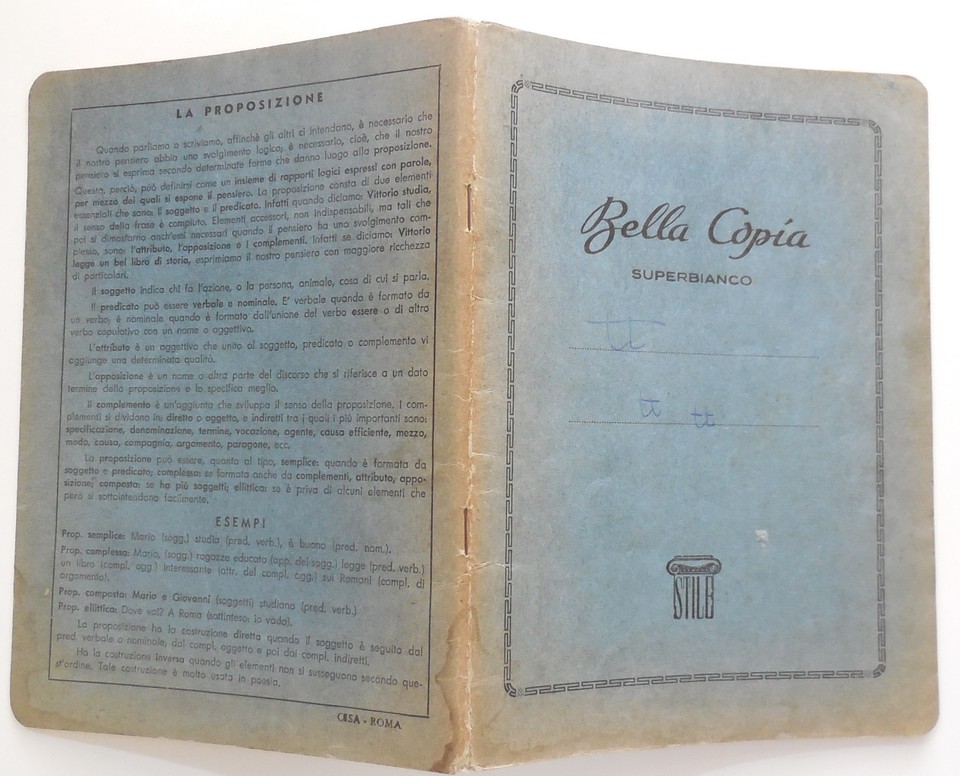 LA PROPOSIZIONE
Quando parliamo o scriviamo, affinchè gli altri ci intendano, è necessario che
il nostro pensiero abbia uno svolgimento logico; è necessario, cioè, che il nostro
pensiero si esprima secondo determinate forme che danno luogo alla proposizione.
Questa, perciò, può definirsi come un insieme di rapporti logici espressi con parole,
per mezzo dei quali si espone il pensiero. La proposizione consta di due elementi
essenziali che sono: il soggetto e il predicato. Infatti quando diciamo: Vittorio studia,
il senso della frase è compiuto. Elementi accessori, non indispensabili, ma tali che
poi si dimostrano anch'essi necessari quando il pensiero ha uno svolgimento com-
plesso, sono: l'attributo, l'apposizione e i complementi. Infatti se diciamo: Vittorio
legge un bel libro di storia, esprimiamo il nostro pensiero con maggiore ricchezza
di particolari.
Il soggetto indica chi fa l'azione, o la persona, animale, cosa di cui si parla.
Il predicato può essere verbale e nominale. E' verbale quando è formato da
un verbo; è nominale quando è formato dall'unione del verbo essere o di altro
verbo copulativo con un nome o aggettivo.
L'attributo è un aggettivo che unito al soggetto, predicato o complemento vi
aggiunge una determinata qualità.
L'apposizione è un nome o altra parte del discorso che si riferisce a un dato
termine della proposizione e lo specifica meglio.
Il complemento è un'aggiunta che sviluppa il senso della proposizione. I com-
plementi si dividono in: diretto o oggetto, e indiretti tra i quali i più importanti sono:
specificazione, denominazione, termine, vocazione, agente, causa efficiente, mezzo,
modo, causa, compagnia, argomento, paragone, ecc.
La proposizione può essere, quanto al tipo, semplice: quando è formata da
soggetto e predicato; complessa: se formata anche da complementi, attributo, appo-
sizione; composta: se ha più soggetti; ellittica: se è priva di alcuni elementi che
però si sottointendono facilmente.
ESEMPI
Prop. semplice: Mario (sogg.) studia (pred. verb.), è buono (pred. nom.).
Prop. complessa: Mario, (sogg.) ragazzo educato (app. del sogg.) legge (pred. verb.)
un libro (compl. ogg.) interessante (attr. del compl. ogg.) sui Romani (compl. di
argomento).
Prop. composta: Mario e Giovanni (soggetti) studiano (pred. verb.)
Prop. ellittica: Dove vai? A Roma (sottinteso: io vado).
La proposizione ha la costruzione diretta quando il soggetto è seguito dal
pred. verbale o nominale, dal compl. oggetto e poi dai compl. indiretti.
Ha la costruzione inversa quando gli elementi non si susseguono secondo que-
st'ordine. Tale costruzione è molto usata in poesia.
CISA - ROMA
Bella Copia
SUPERBIANCO
tt
tt tt
STILE